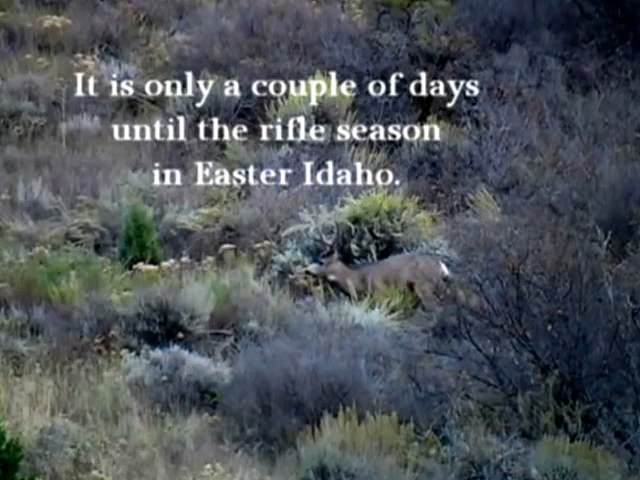 It is only a couple of days
until the rifle season
in Easter Idaho.